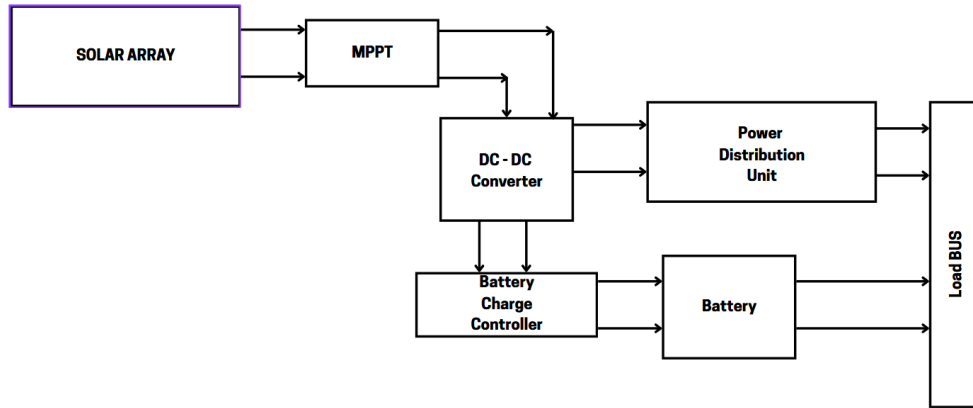 SOLAR ARRAY
MPPT
DC - DC
Converter
Power
Distribution
Unit
Battery
Charge
Controller
Battery
Load BUS